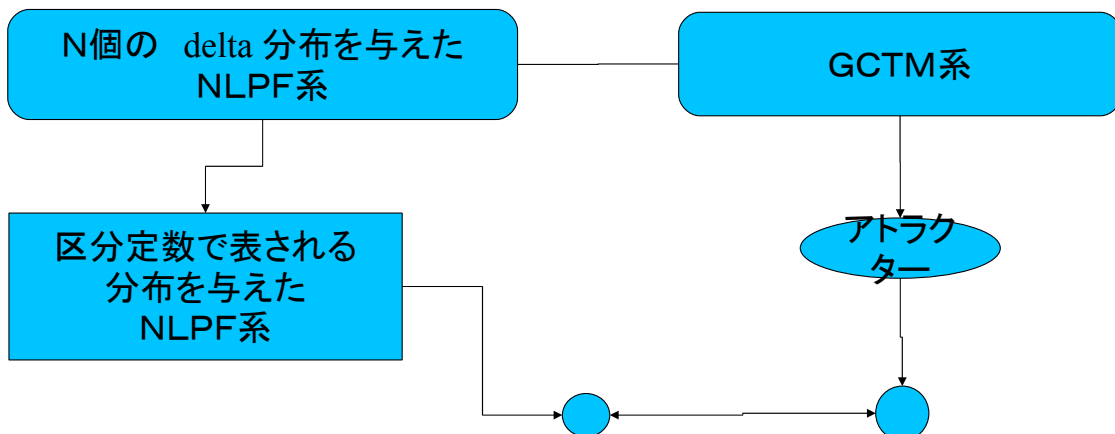 N個の delta 分布を与えた
NLPF系
GCTM系
区分定数で表される
分布を与えた
NLPF系
アトラク
ター